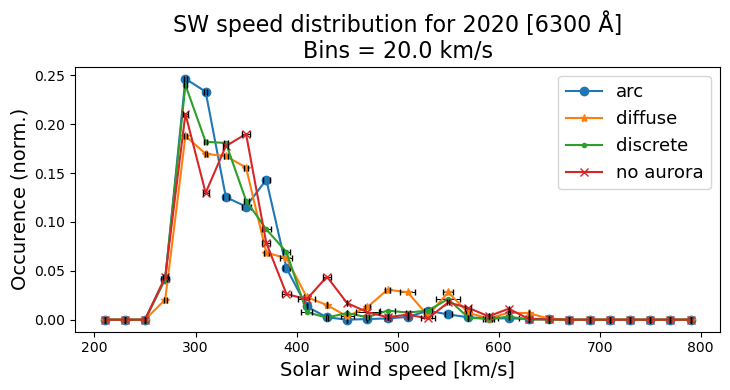 SW speed distribution for 2020 [6300 Å]
Bins = 20.0 km/s
Occurence (norm.)
0.25
0.20
0.15
0.10
0.05
0.00
arc
diffuse
discrete
no aurora
200 300 400 500 600 700 800
Solar wind speed [km/s]